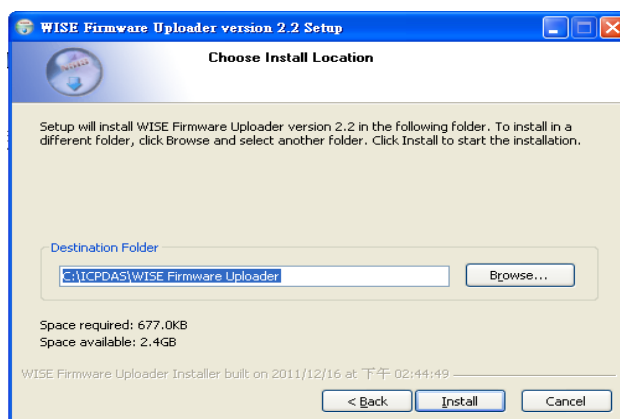 WISE Firmware Uploader version 2.2 Setup
Choose Install Location
Setup will install WISE Firmware Uploader version 2.2 in the following folder. To install in a
different folder, click Browse and select another folder. Click Install to start the installation.
Destination Folder
C:\ICPDAS\WISE Firmware Uploader
Browse...
Space required: 677.0KB
Space available: 2.4GB
WISE Firmware Uploader Installer built on 2011/12/16 at 下午 02:44:49
< Back
Install
Cancel